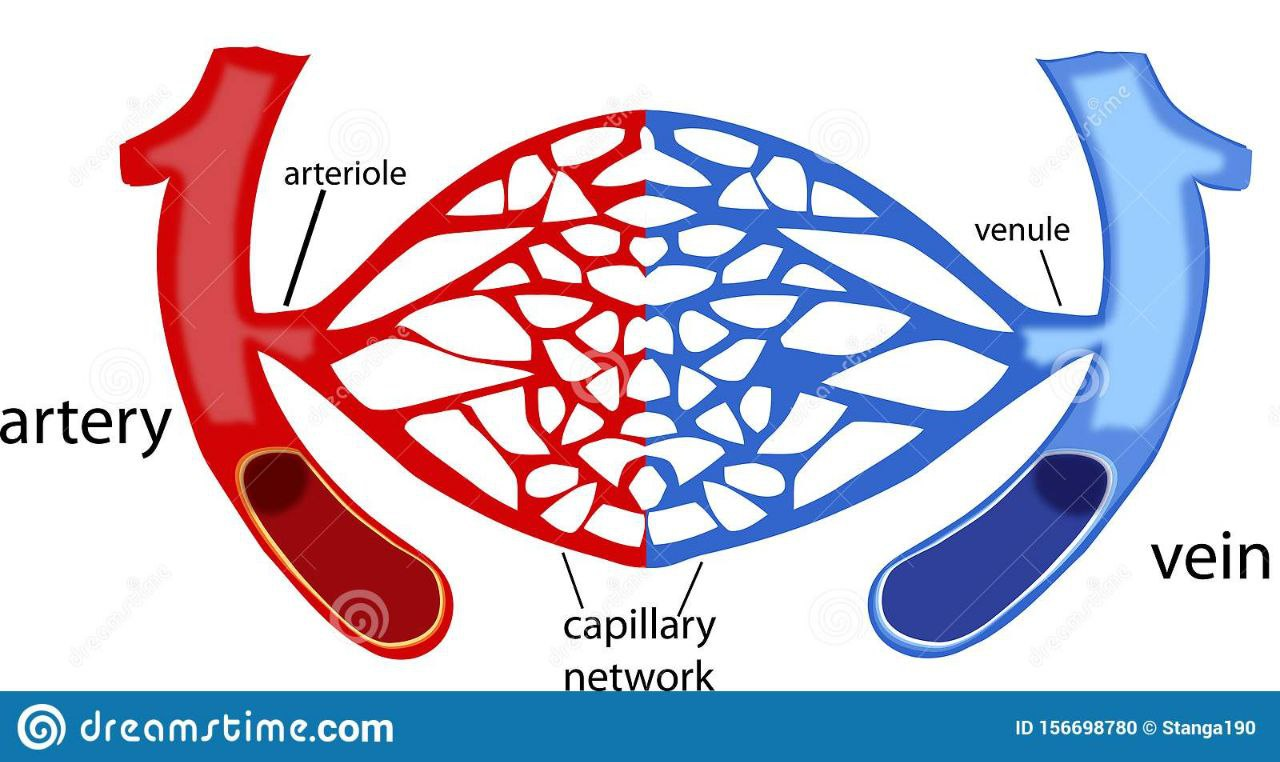 arteriole
venule
artery
vein
capillary
network
dreamstime.com
ID 156698780 © Stanga190